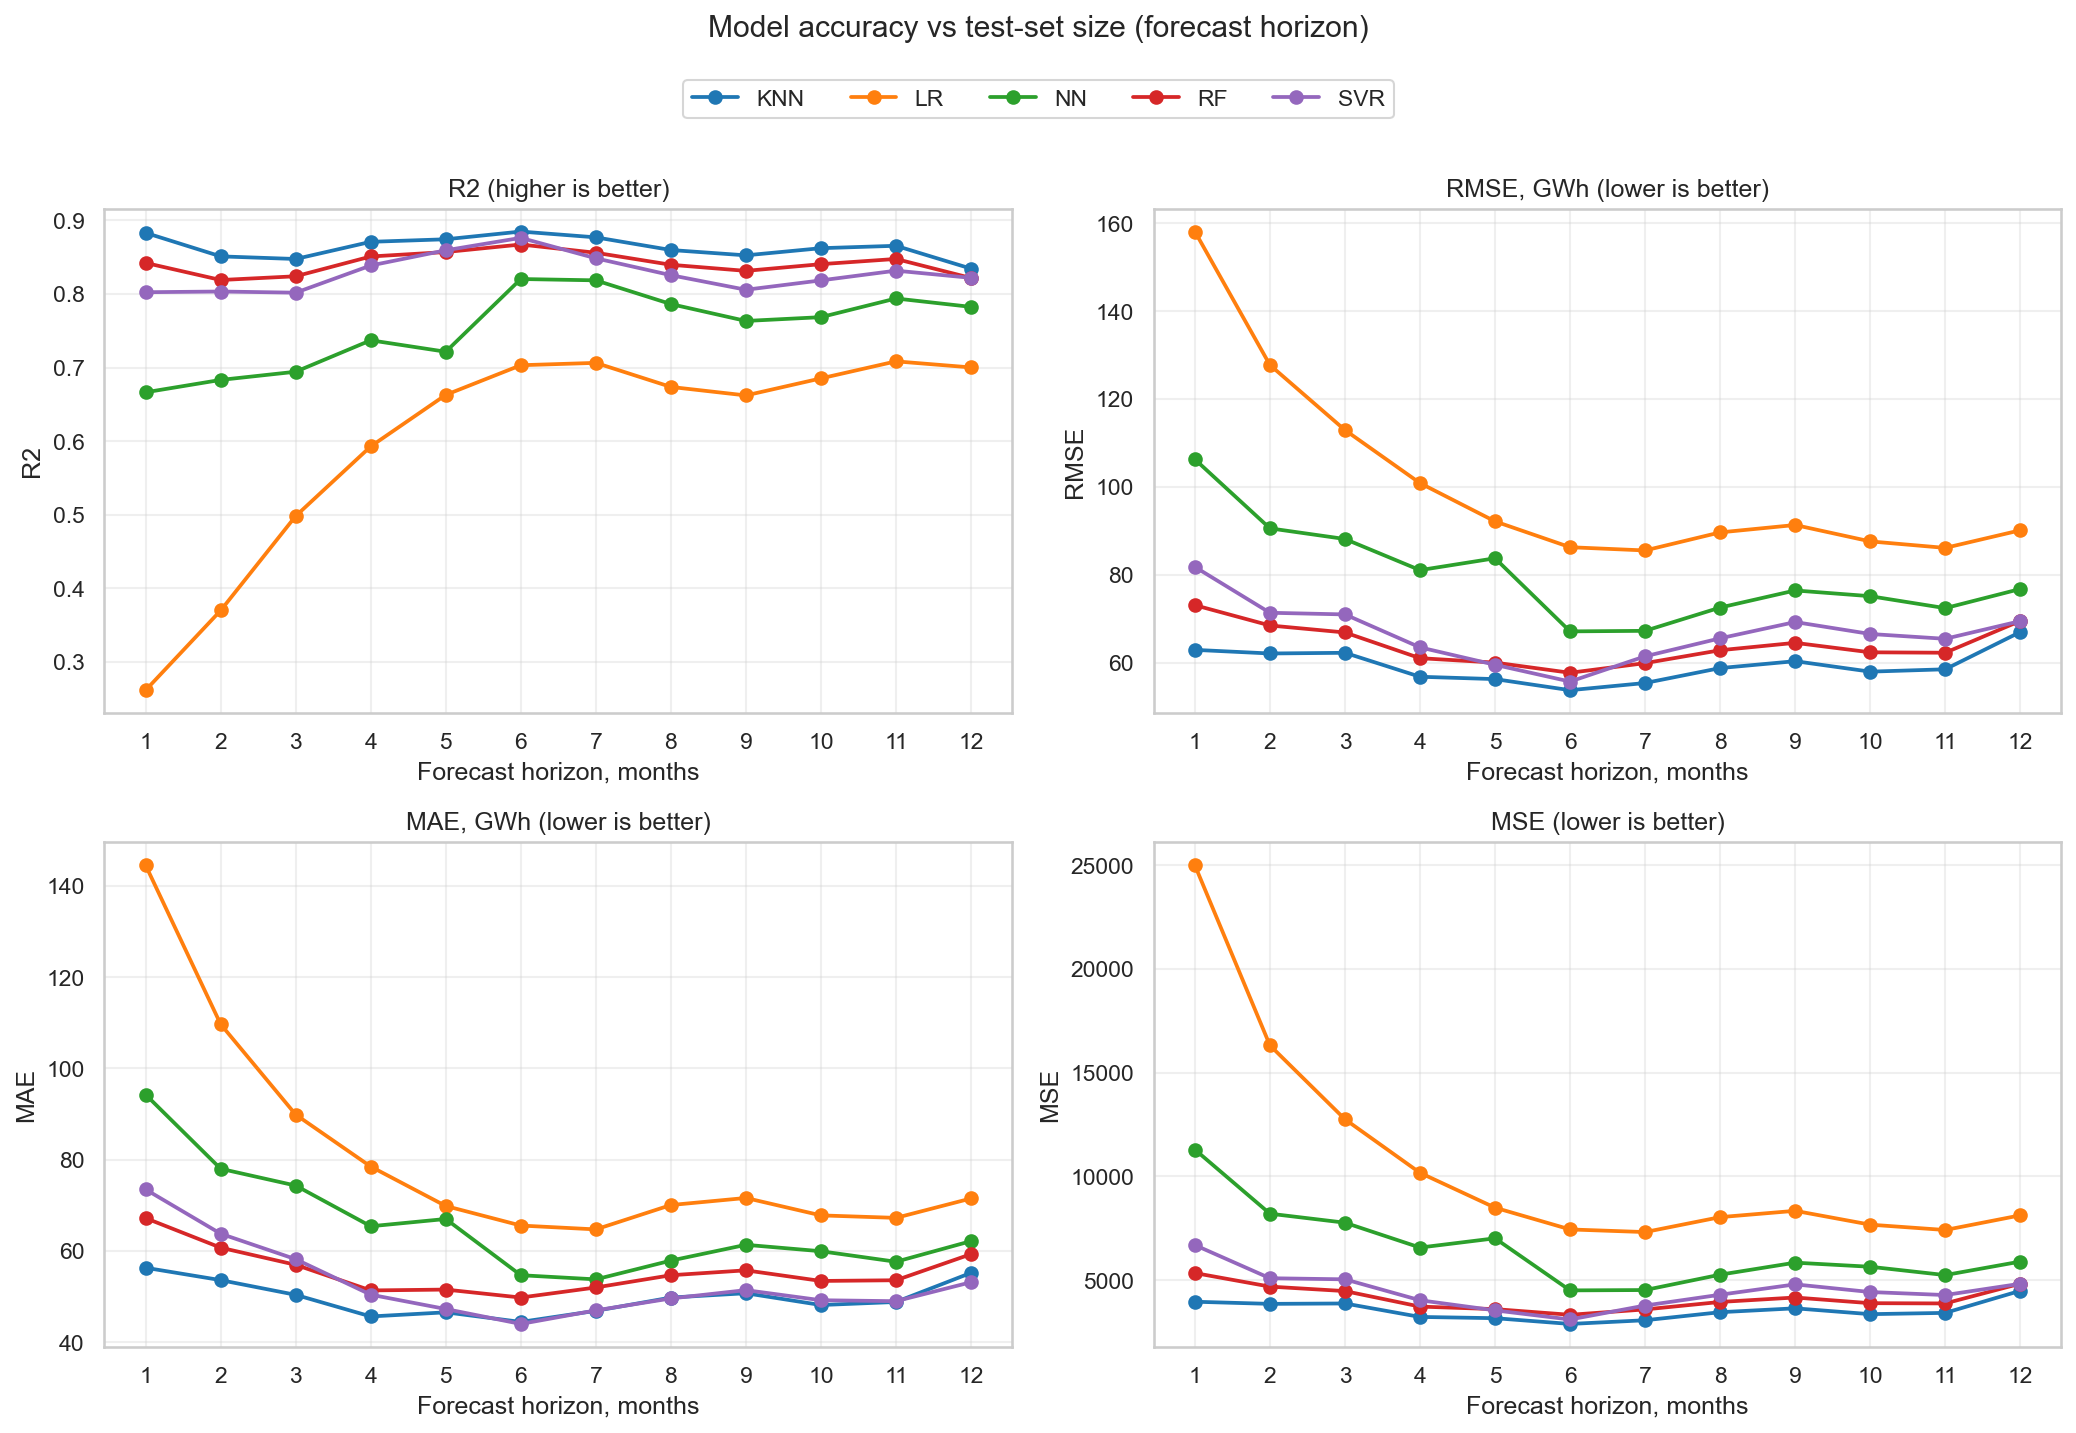 Model accuracy vs test-set size (forecast horizon)
KNN LR NN RF SVR
R2 (higher is better)
0.9
0.8
0.7
0.6
0.5
0.4
0.3
R2
1 2 3 4 5 6 7 8 9 10 11 12
Forecast horizon, months
RMSE, GWh (lower is better)
160
140
120
100
80
60
RMSE
1 2 3 4 5 6 7 8 9 10 11 12
Forecast horizon, months
MAE, GWh (lower is better)
140
120
100
80
60
40
MAE
1 2 3 4 5 6 7 8 9 10 11 12
Forecast horizon, months
MSE (lower is better)
25000
20000
15000
10000
5000
MSE
1 2 3 4 5 6 7 8 9 10 11 12
Forecast horizon, months